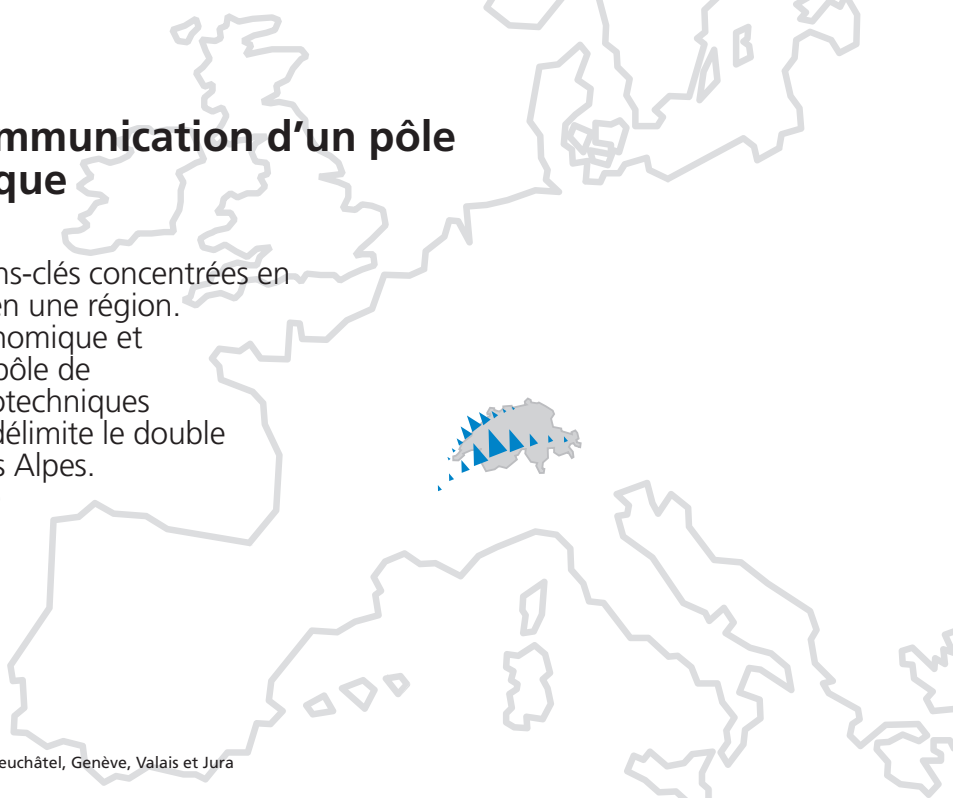 mmunication d’un pôle
que
ns-clés concentrées en
en une région.
nomique et
pôle de
otechniques
délimite le double
s Alpes.
euchâtel, Genève, Valais et Jura